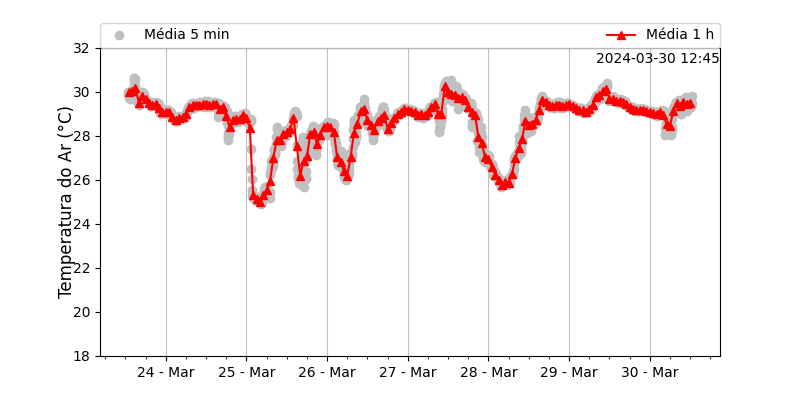 Média 5 min
Média 1 h
2024-03-30 12:45
Temperatura do Ar (°C)
32
30
28
26
24
22
20
18
24 - Mar
25 - Mar
26 - Mar
27 - Mar
28 - Mar
29 - Mar
30 - Mar